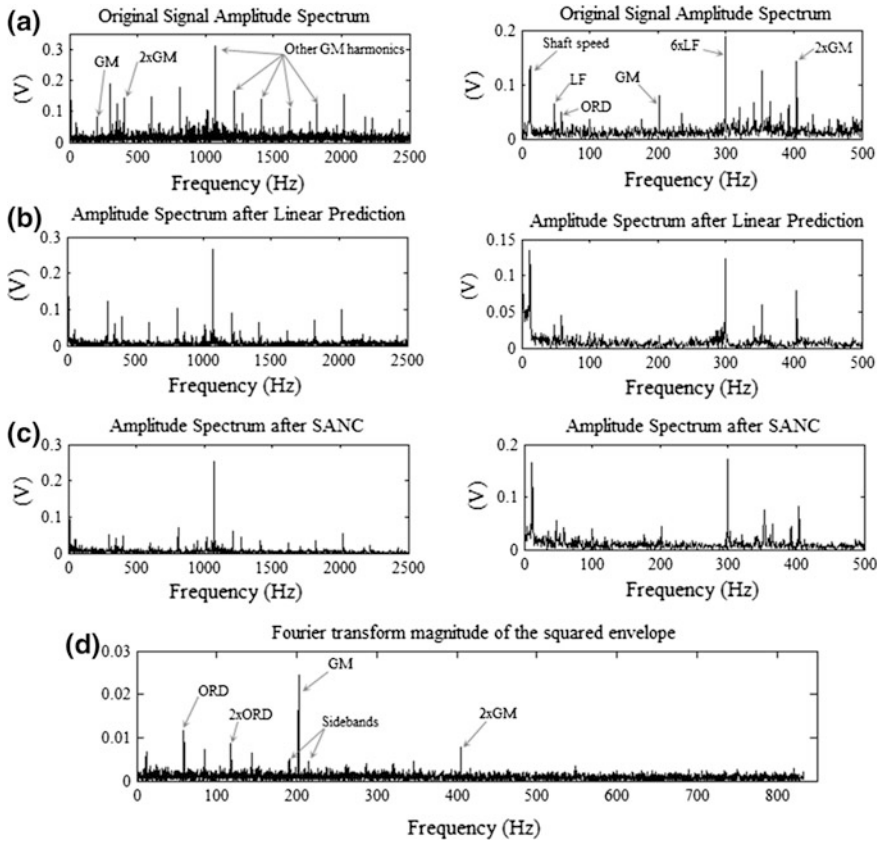 (a)
Original Signal Amplitude Spectrum
GM
2xGM
Other GM harmonics
0.3
0.2
0.1
0
(V)
0 500 1000 1500 2000 2500
Frequency (Hz)
Original Signal Amplitude Spectrum
Shaft speed
LF
ORD
GM
6xLF
2xGM
0.2
0.1
0
(V)
0 100 200 300 400 500
Frequency (Hz)
(b)
Amplitude Spectrum after Linear Prediction
0.3
0.2
0.1
0
(V)
0 500 1000 1500 2000 2500
Frequency (Hz)
Amplitude Spectrum after Linear Prediction
0.15
0.1
0.05
0
(V)
0 100 200 300 400 500
Frequency (Hz)
(c)
Amplitude Spectrum after SANC
0.3
0.2
0.1
0
(V)
0 500 1000 1500 2000 2500
Frequency (Hz)
Amplitude Spectrum after SANC
0.2
0.1
0
(V)
0 100 200 300 400 500
Frequency (Hz)
(d)
Fourier transform magnitude of the squared envelope
ORD
2xORD
GM
Sidebands
2xGM
0.03
0.02
0.01
0
0 100 200 300 400 500 600 700 800
Frequency (Hz)